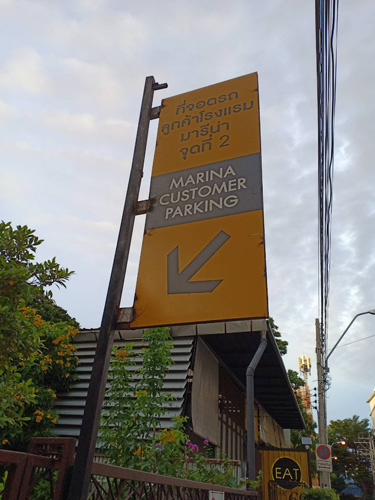 ที่จอดรถ
ลูกค้าโรงแรม
มารีน่า
จุดที่ 2
MARINA
CUSTOMER
PARKING
EAT